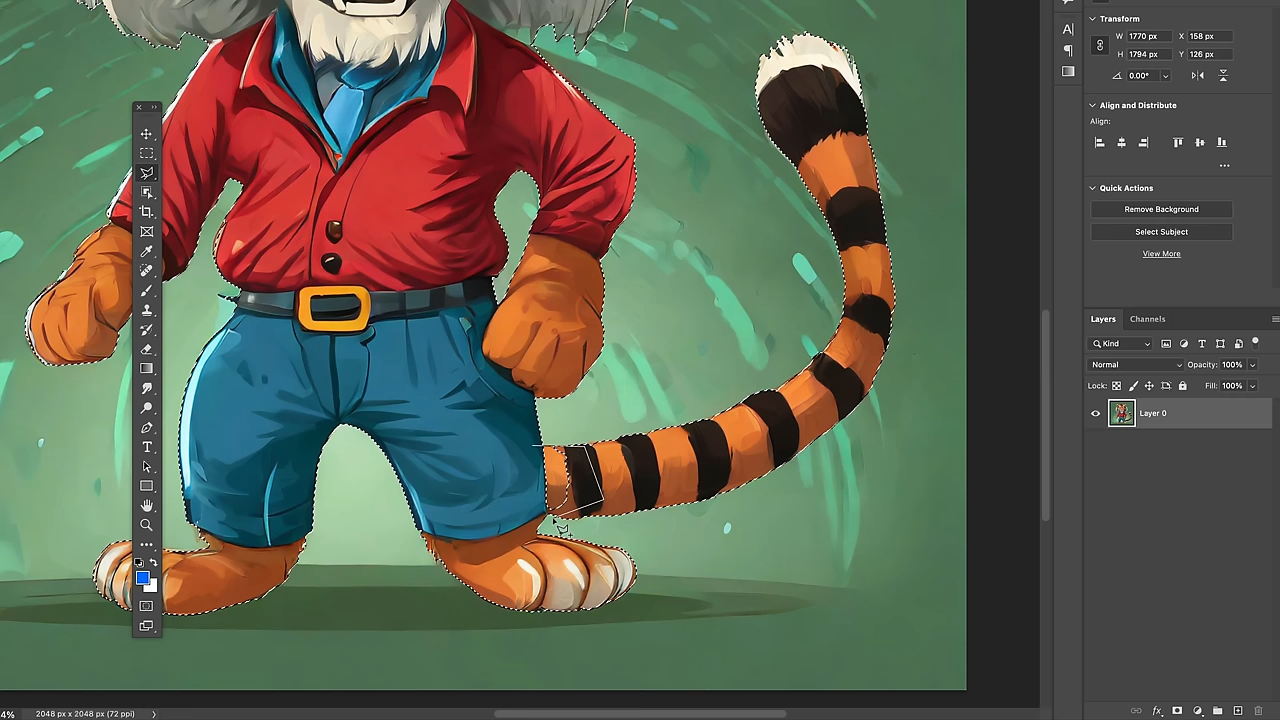 Transform
W 1770 px X 158 px
H 1794 px Y 126 px
0.00°
Align and Distribute
Align:
Quick Actions
Remove Background
Select Subject
View More
Layers Channels
Kind
Normal Opacity: 100%
Lock: Fill: 100%
Layer 0
4% 2048 px x 2048 px (72 ppi)